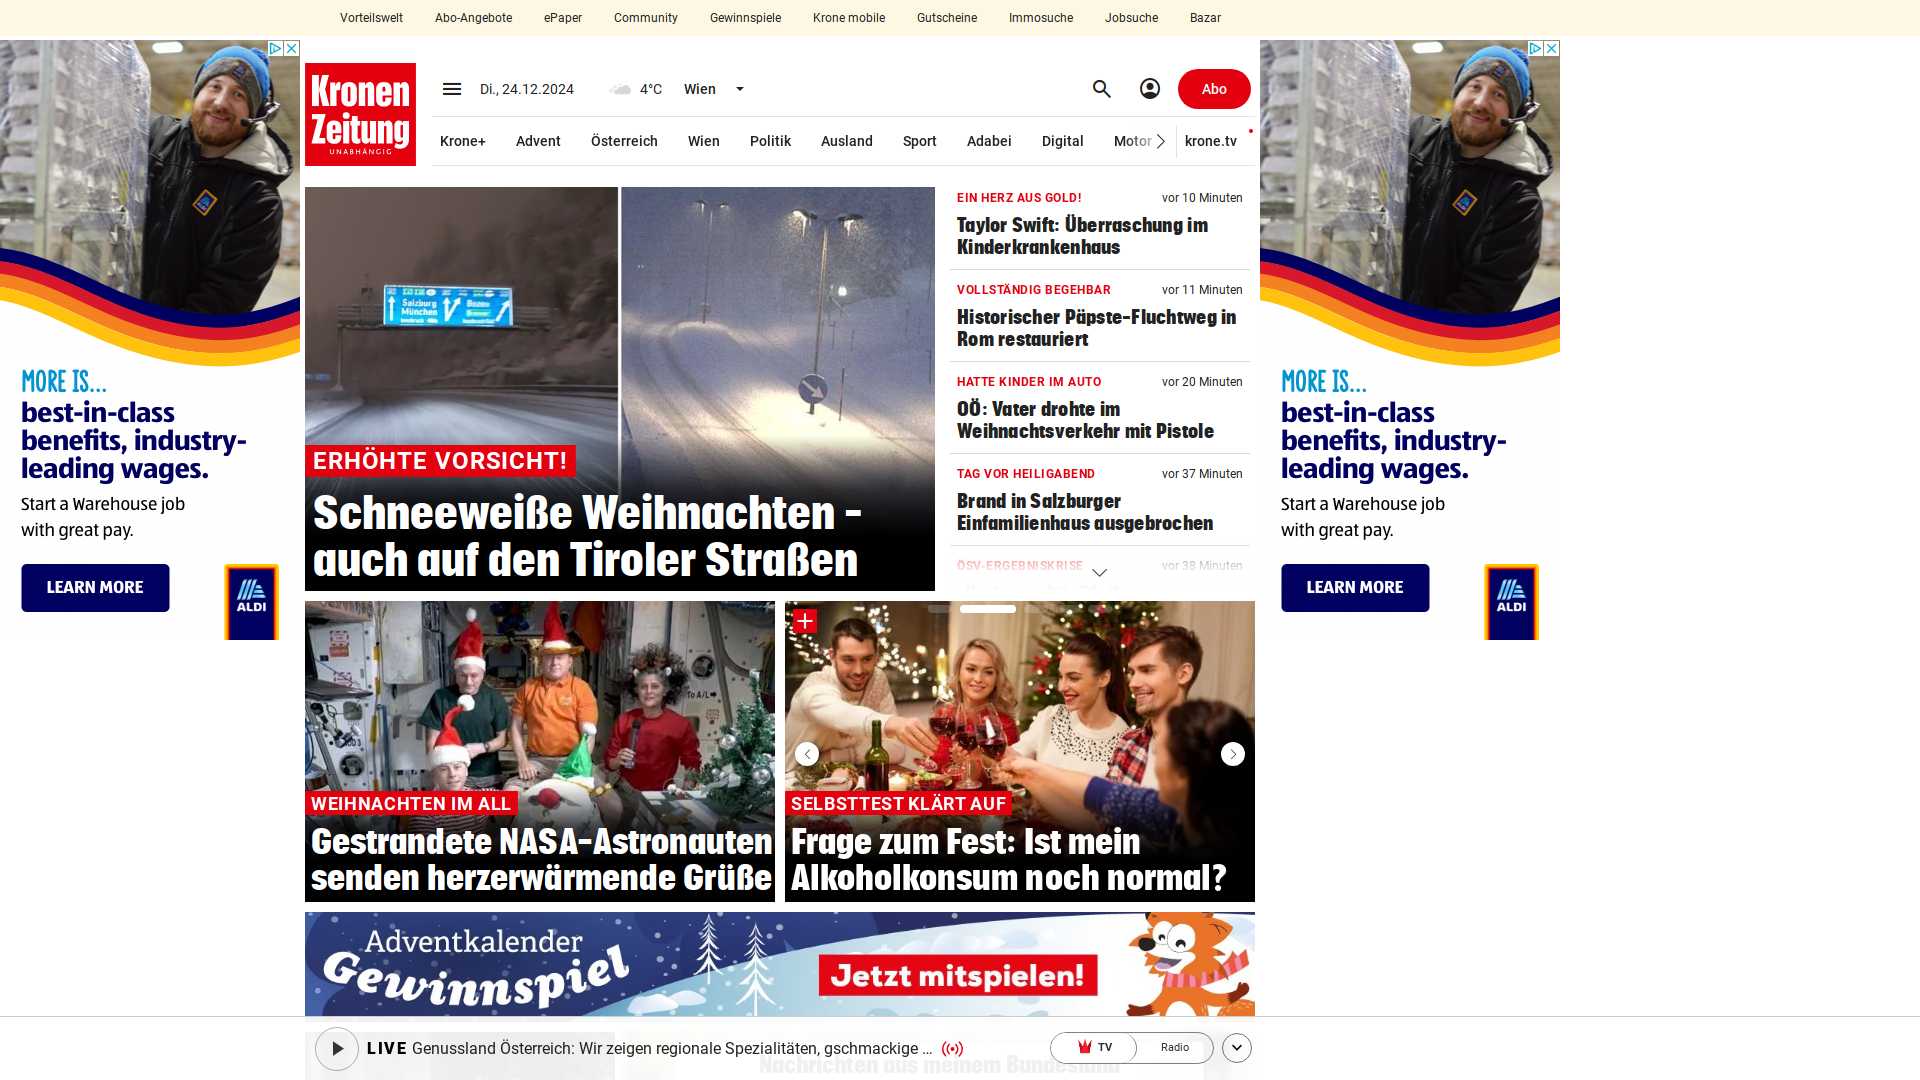 Vorteilswelt
Abo-Angebote
ePaper
Community
Gewinnspiele
Krone mobile
Gutscheine
Immosuche
Jobsuche
Bazar
Kronen
Zeitung
UNABHÄNGIG
Di., 24.12.2024
4°C
Wien
Abo
Krone+
Advent
Österreich
Wien
Politik
Ausland
Sport
Adabei
Digital
Motor
krone.tv
MORE IS...
best-in-class
benefits, industry-
leading wages.
Start a Warehouse job
with great pay.
LEARN MORE
ALDI
Salzburg
München
Bozen
ERHÖHTE VORSICHT!
Schneeweiße Weihnachten –
auch auf den Tiroler Straßen
EIN HERZ AUS GOLD!
vor 10 Minuten
Taylor Swift: Überraschung im
Kinderkrankenhaus
VOLLSTÄNDIG BEGEHBAR
vor 11 Minuten
Historischer Päpste-Fluchtweg in
Rom restauriert
HATTE KINDER IM AUTO
vor 20 Minuten
OÖ: Vater drohte im
Weihnachtsverkehr mit Pistole
TAG VOR HEILIGABEND
vor 37 Minuten
Brand in Salzburger
Einfamilienhaus ausgebrochen
ÖSV-ERGEBNISKRISE
vor 38 Minuten
MORE IS...
best-in-class
benefits, industry-
leading wages.
Start a Warehouse job
with great pay.
LEARN MORE
ALDI
To A/L
WEIHNACHTEN IM ALL
Gestrandete NASA-Astronauten
senden herzerwärmende Grüße
SELBSTTEST KLÄRT AUF
Frage zum Fest: Ist mein
Alkoholkonsum noch normal?
Adventkalender
Gewinnspiel
Jetzt mitspielen!
LIVE Genussland Österreich: Wir zeigen regionale Spezialitäten, gschmackige ...
TV
Radio
Nachrichten aus meinem Bundesland